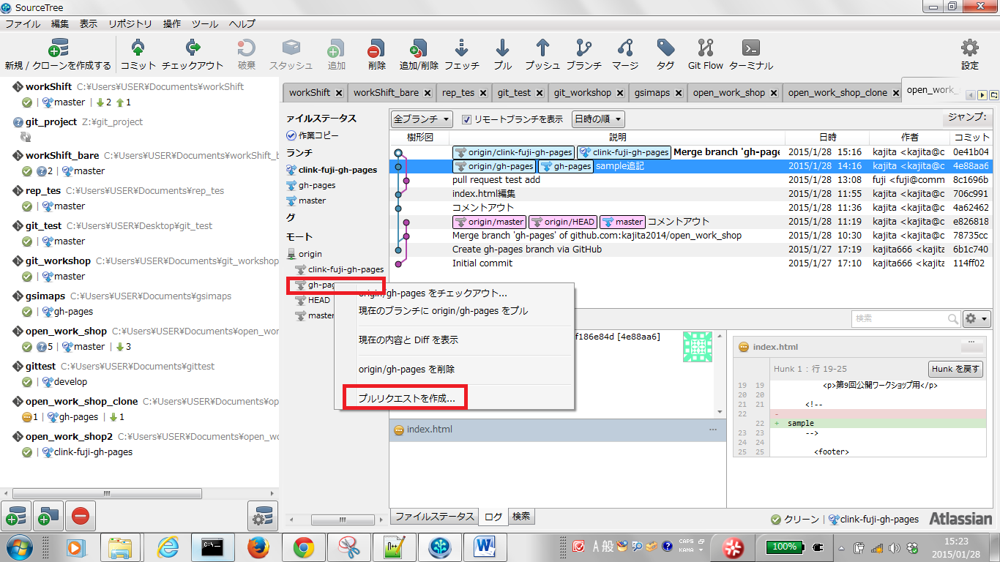 SourceTree
ファイル 編集 表示 リポジトリ 操作 ツール ヘルプ
新規 / クローンを作成する コミット チェックアウト 破棄 スタッシュ 追加 削除 追加/削除 フェッチ プル プッシュ ブランチ マージ タグ Git Flow ターミナル 設定
workShift C:¥Users¥USER¥Documents¥workShift
master 2 1
git_project Z:¥git_project
workShift_bare C:¥Users¥USER¥Documents¥workShift_b
2 master
rep_tes C:¥Users¥USER¥Documents¥rep_tes
master
git_test C:¥Users¥USER¥Desktop¥git_test
master
git_workshop C:¥Users¥USER¥Documents¥git_workshop
master
gsimaps C:¥Users¥USER¥Documents¥gsimaps
gh-pages
open_work_shop C:¥Users¥USER¥Documents¥open_wor
5 master 3
gittest C:¥Users¥USER¥Documents¥gittest
develop
open_work_shop_clone C:¥Users¥USER¥Documents¥op
1 gh-pages 1
open_work_shop2 C:¥Users¥USER¥Documents¥open_w
clink-fuji-gh-pages
workShift workShift_bare rep_tes git_test git_workshop gsimaps open_work_shop open_work_shop_clone open_work_s
ァイルステータス
作業コピー
ランチ
clink-fuji-gh-pages
gh-pages
master
グ
モート
origin
clink-fuji-gh-pages
gh-pag
HEAD
master
全ブランチ リモートブランチを表示 日時の順 ジャンプ:
樹形図 説明 日時 作者 コミット
origin/clink-fuji-gh-pages clink-fuji-gh-pages Merge branch 'gh-page 2015/1/28 15:16 kajita <kajita@c 0e41b04
origin/gh-pages gh-pages sample追記 2015/1/28 14:16 kajita <kajita@c 4e88aa6
pull request test add 2015/1/28 13:08 fuji <fuji@comm 8c1696b
index.html編集 2015/1/28 11:55 kajita <kajita@c 706c991
コメントアウト 2015/1/28 11:36 kajita <kajita@c 4a62462
origin/master origin/HEAD master コメントアウト 2015/1/28 11:19 kajita <kajita@c e826818
Merge branch 'gh-pages' of github.com:kajita2014/open_work_shop 2015/1/28 10:30 kajita <kajita@c 78735cc
Create gh-pages branch via GitHub 2015/1/27 17:10 kajita666 <kajita 6b1c740
Initial commit 2015/1/27 17:10 kajita666 <kajita 114ff02
origin/gh-pages をチェックアウト...
現在のブランチに origin/gh-pages をプル
現在の内容と Diff を表示
origin/gh-pages を削除
プルリクエストを作成...
検索
f186e84d [4e88aa6]
index.html
index.html
Hunk 1 : 行 19-25 Hunk を戻す
19 19 <p>第9回公開ワークショップ用</p>
20 20
21 21 <!--
22 -
22 + sample
23 23 -->
24 24
25 25 <footer>
ファイルステータス ログ 検索
クリーン clink-fuji-gh-pages Atlassian
A 般 CAPS KANA 100% 15:23
2015/01/28